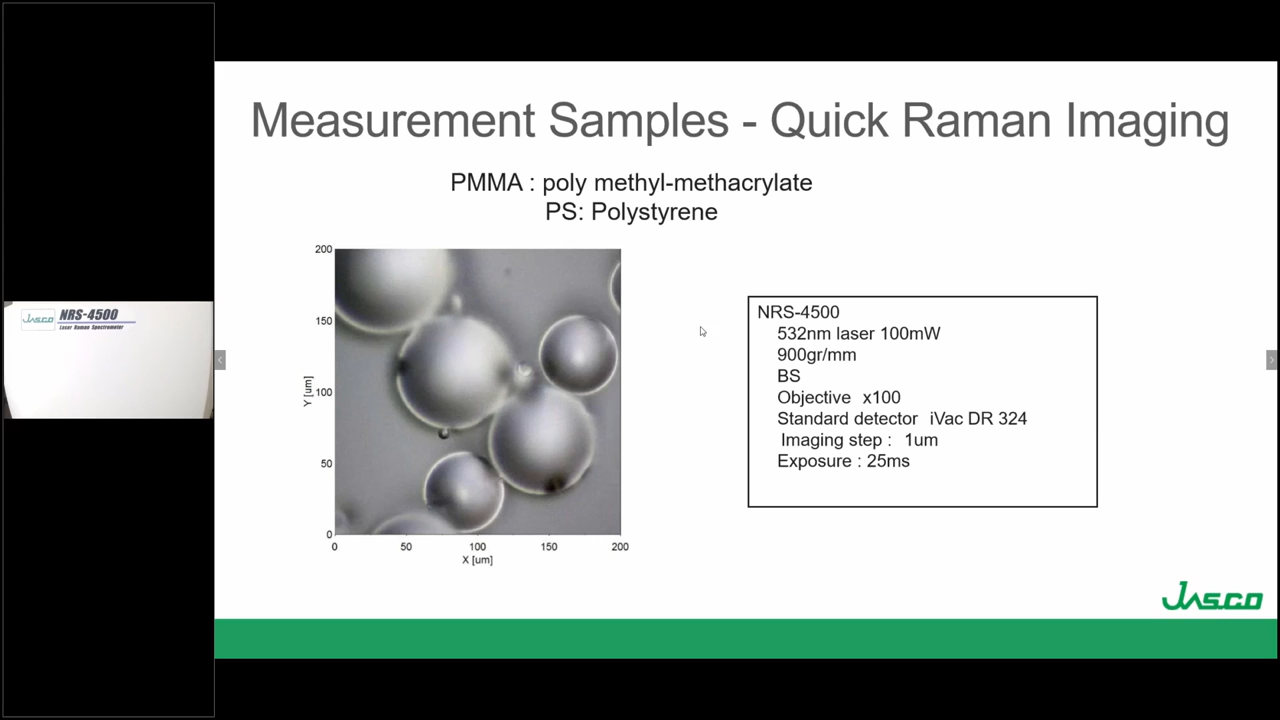 JASCO
NRS-4500
Laser Raman Spectrometer
Measurement Samples - Quick Raman Imaging
PMMA : poly methyl-methacrylate
PS: Polystyrene
200
150
100
50
0
Y [um]
0 50 100 150 200
X [um]
NRS-4500
532nm laser 100mW
900gr/mm
BS
Objective x100
Standard detector iVac DR 324
Imaging step : 1um
Exposure : 25ms
JASCO